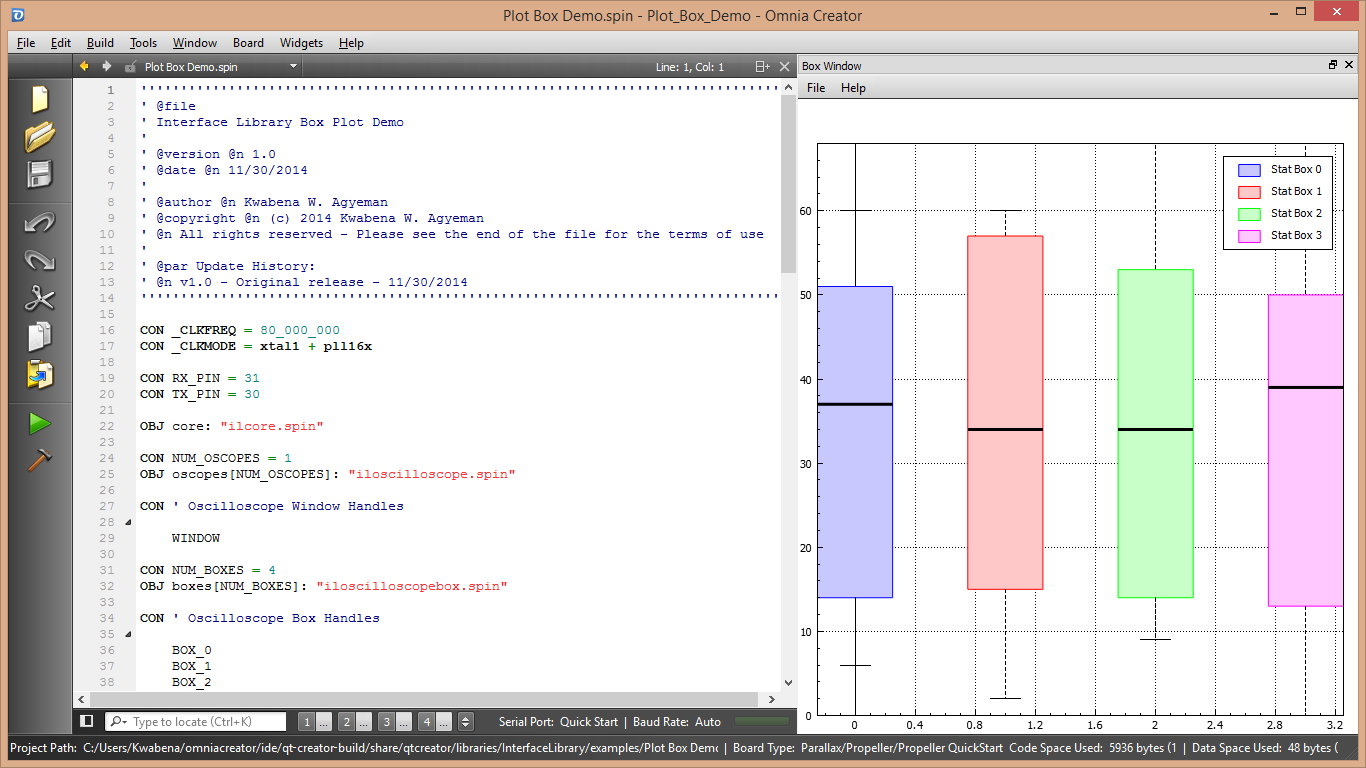 Plot Box Demo.spin - Plot_Box_Demo - Omnia Creator
File Edit Build Tools Window Board Widgets Help
Plot Box Demo.spin Line: 1, Col: 1
1 ''''''''''''''''''''''''''''''''''''''''''''''''''''''''''''''''''''''''''''''''
2 ' @file
3 ' Interface Library Box Plot Demo
4 '
5 ' @version @n 1.0
6 ' @date @n 11/30/2014
7 '
8 ' @author @n Kwabena W. Agyeman
9 ' @copyright @n (c) 2014 Kwabena W. Agyeman
10 ' @n All rights reserved - Please see the end of the file for the terms of use
11 '
12 ' @par Update History:
13 ' @n v1.0 - Original release - 11/30/2014
14 ''''''''''''''''''''''''''''''''''''''''''''''''''''''''''''''''''''''''''''''''
15
16 CON _CLKFREQ = 80_000_000
17 CON _CLKMODE = xtal1 + pll16x
18
19 CON RX_PIN = 31
20 CON TX_PIN = 30
21
22 OBJ core: "ilcore.spin"
23
24 CON NUM_OSCOPES = 1
25 OBJ oscopes[NUM_OSCOPES]: "iloscilloscope.spin"
26
27 CON ' Oscilloscope Window Handles
28
29 WINDOW
30
31 CON NUM_BOXES = 4
32 OBJ boxes[NUM_BOXES]: "iloscilloscopebox.spin"
33
34 CON ' Oscilloscope Box Handles
35
36 BOX_0
37 BOX_1
38 BOX_2
Box Window
File Help
Stat Box 0
Stat Box 1
Stat Box 2
Stat Box 3
60
50
40
30
20
10
0
0 0.4 0.8 1.2 1.6 2 2.4 2.8 3.2
Type to locate (Ctrl+K) 1 ... 2 ... 3 ... 4 ... Serial Port: Quick Start | Baud Rate: Auto
Project Path: C:/Users/Kwabena/omniacreator/ide/qt-creator-build/share/qtcreator/libraries/InterfaceLibrary/examples/Plot Box Demo | Board Type: Parallax/Propeller/Propeller QuickStart Code Space Used: 5936 bytes (1 | Data Space Used: 48 bytes (